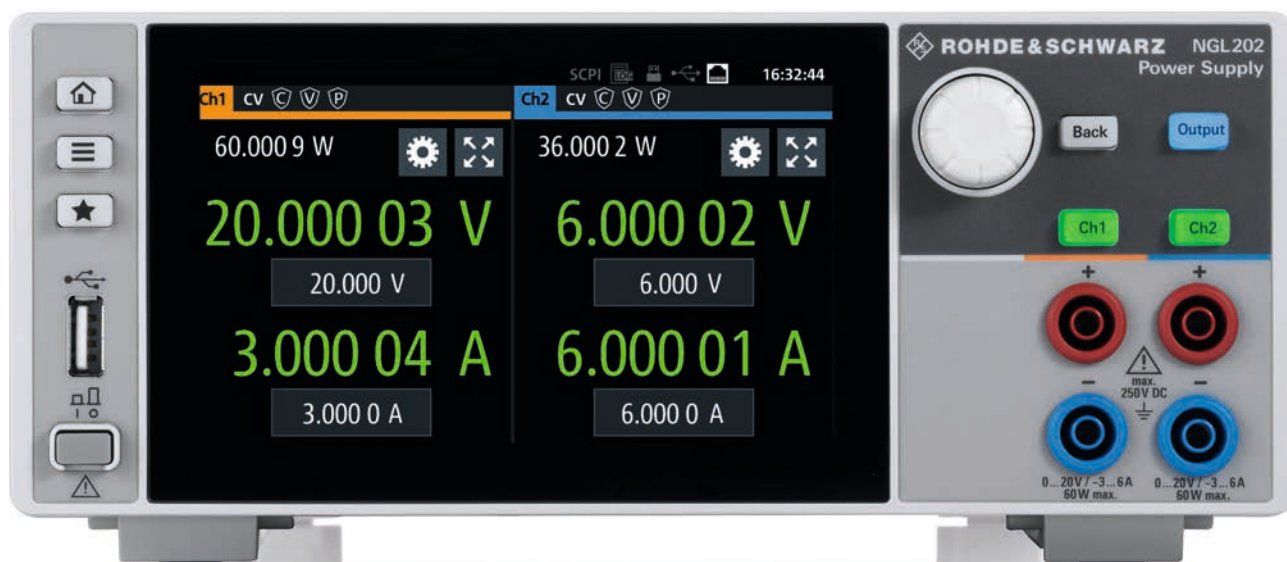 ROHDE&SCHWARZ NGL202
Power Supply
SCPI LOG 16:32:44
Ch1 CV C V P
Ch2 CV C V P
60.000 9 W
36.000 2 W
20.000 03 V
6.000 02 V
20.000 V
6.000 V
3.000 04 A
6.000 01 A
3.000 0 A
6.000 0 A
Back
Output
Ch1
Ch2
+
+
max.
250V DC
-
-
0...20V / -3...6A
60W max.
0...20V / -3...6A
60W max.
I O